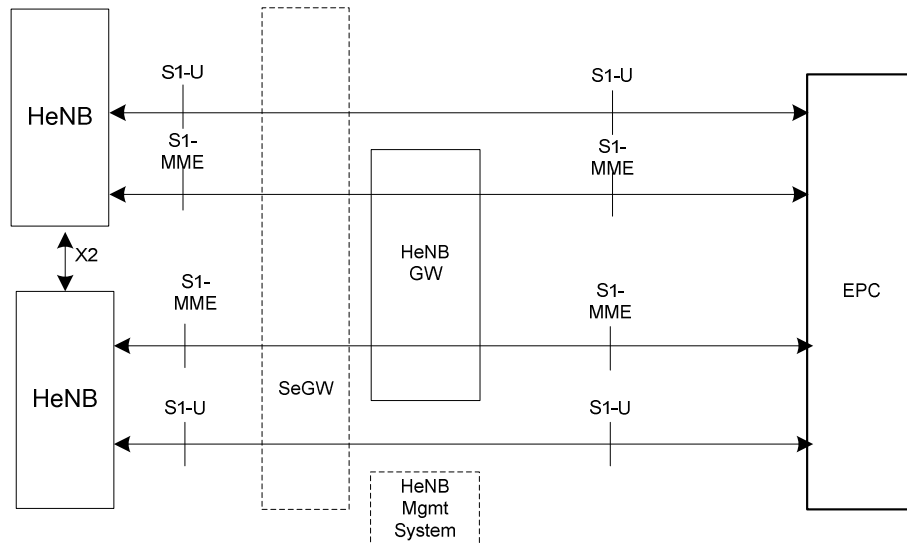 HeNB
S1-U
S1-U
S1-
MME
S1-
MME
HeNB
GW
X2
S1-
MME
S1-
MME
EPC
HeNB
SeGW
S1-U
S1-U
HeNB
Mgmt
System